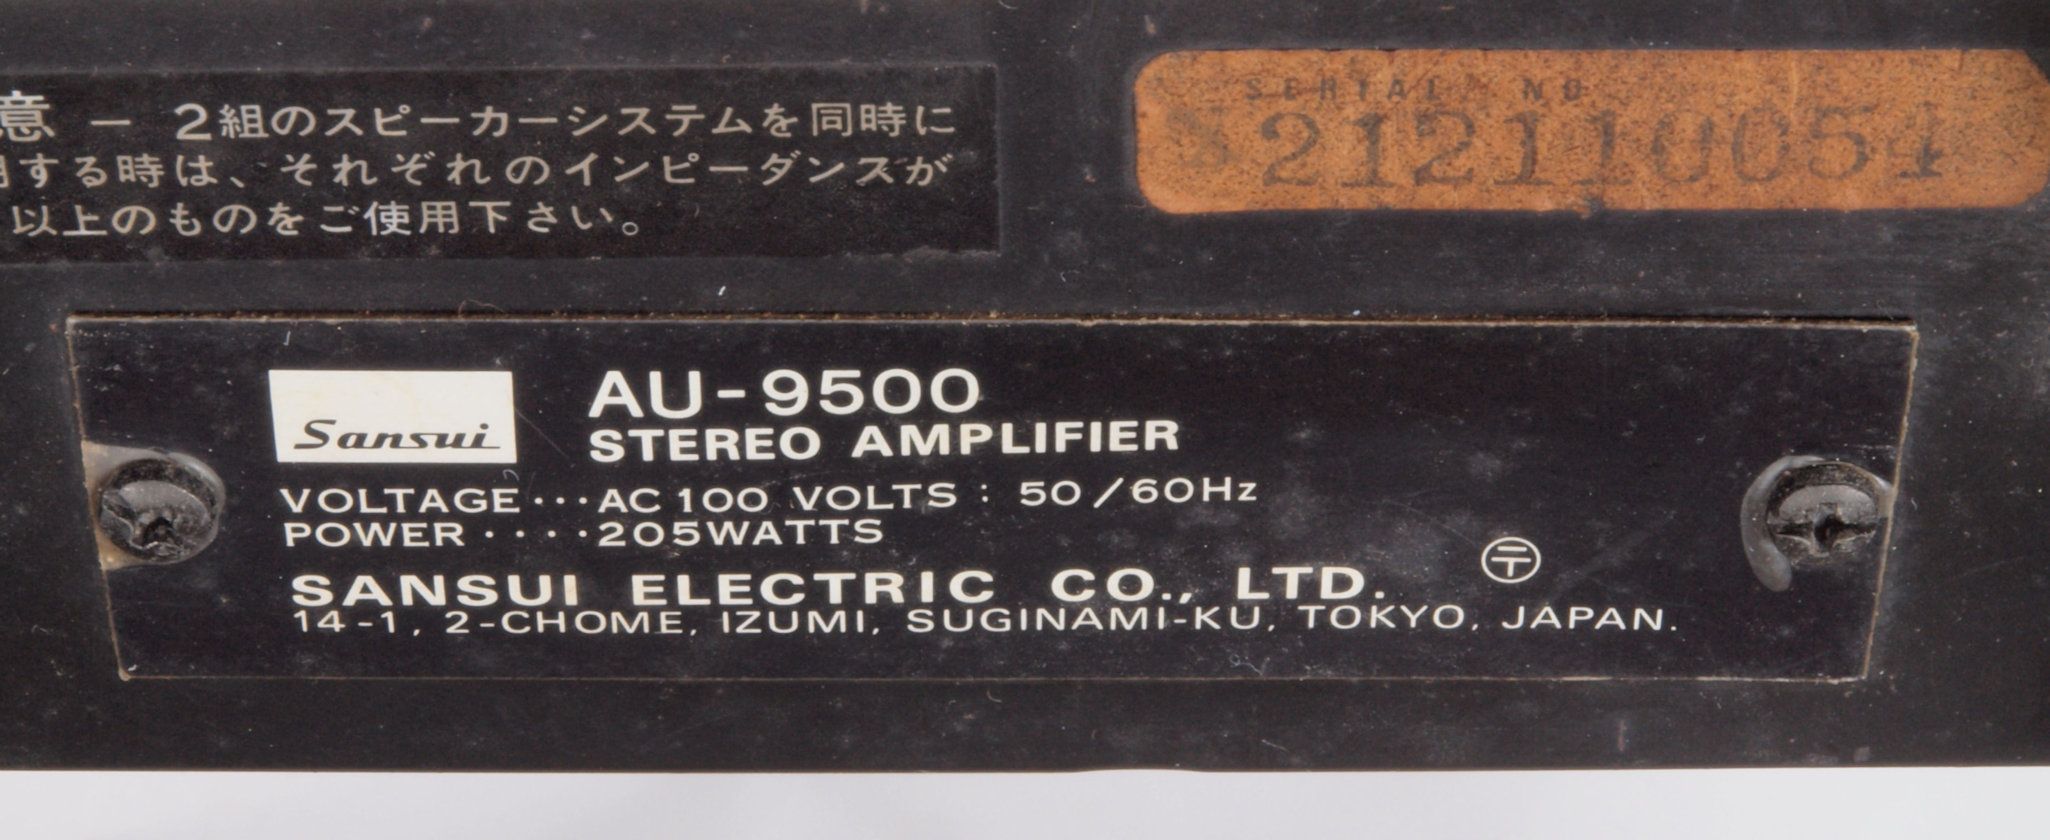 意 — 2組のスピーカーシステムを同時に
用する時は、それぞれのインピーダンスが
以上のものをご使用下さい。
SERIAL NO
212110054
Sansui
AU-9500
STEREO AMPLIFIER
VOLTAGE···AC 100 VOLTS : 50/60Hz
POWER ····205WATTS
〒
SANSUI ELECTRIC CO., LTD.
14-1, 2-CHOME, IZUMI, SUGINAMI-KU, TOKYO, JAPAN.